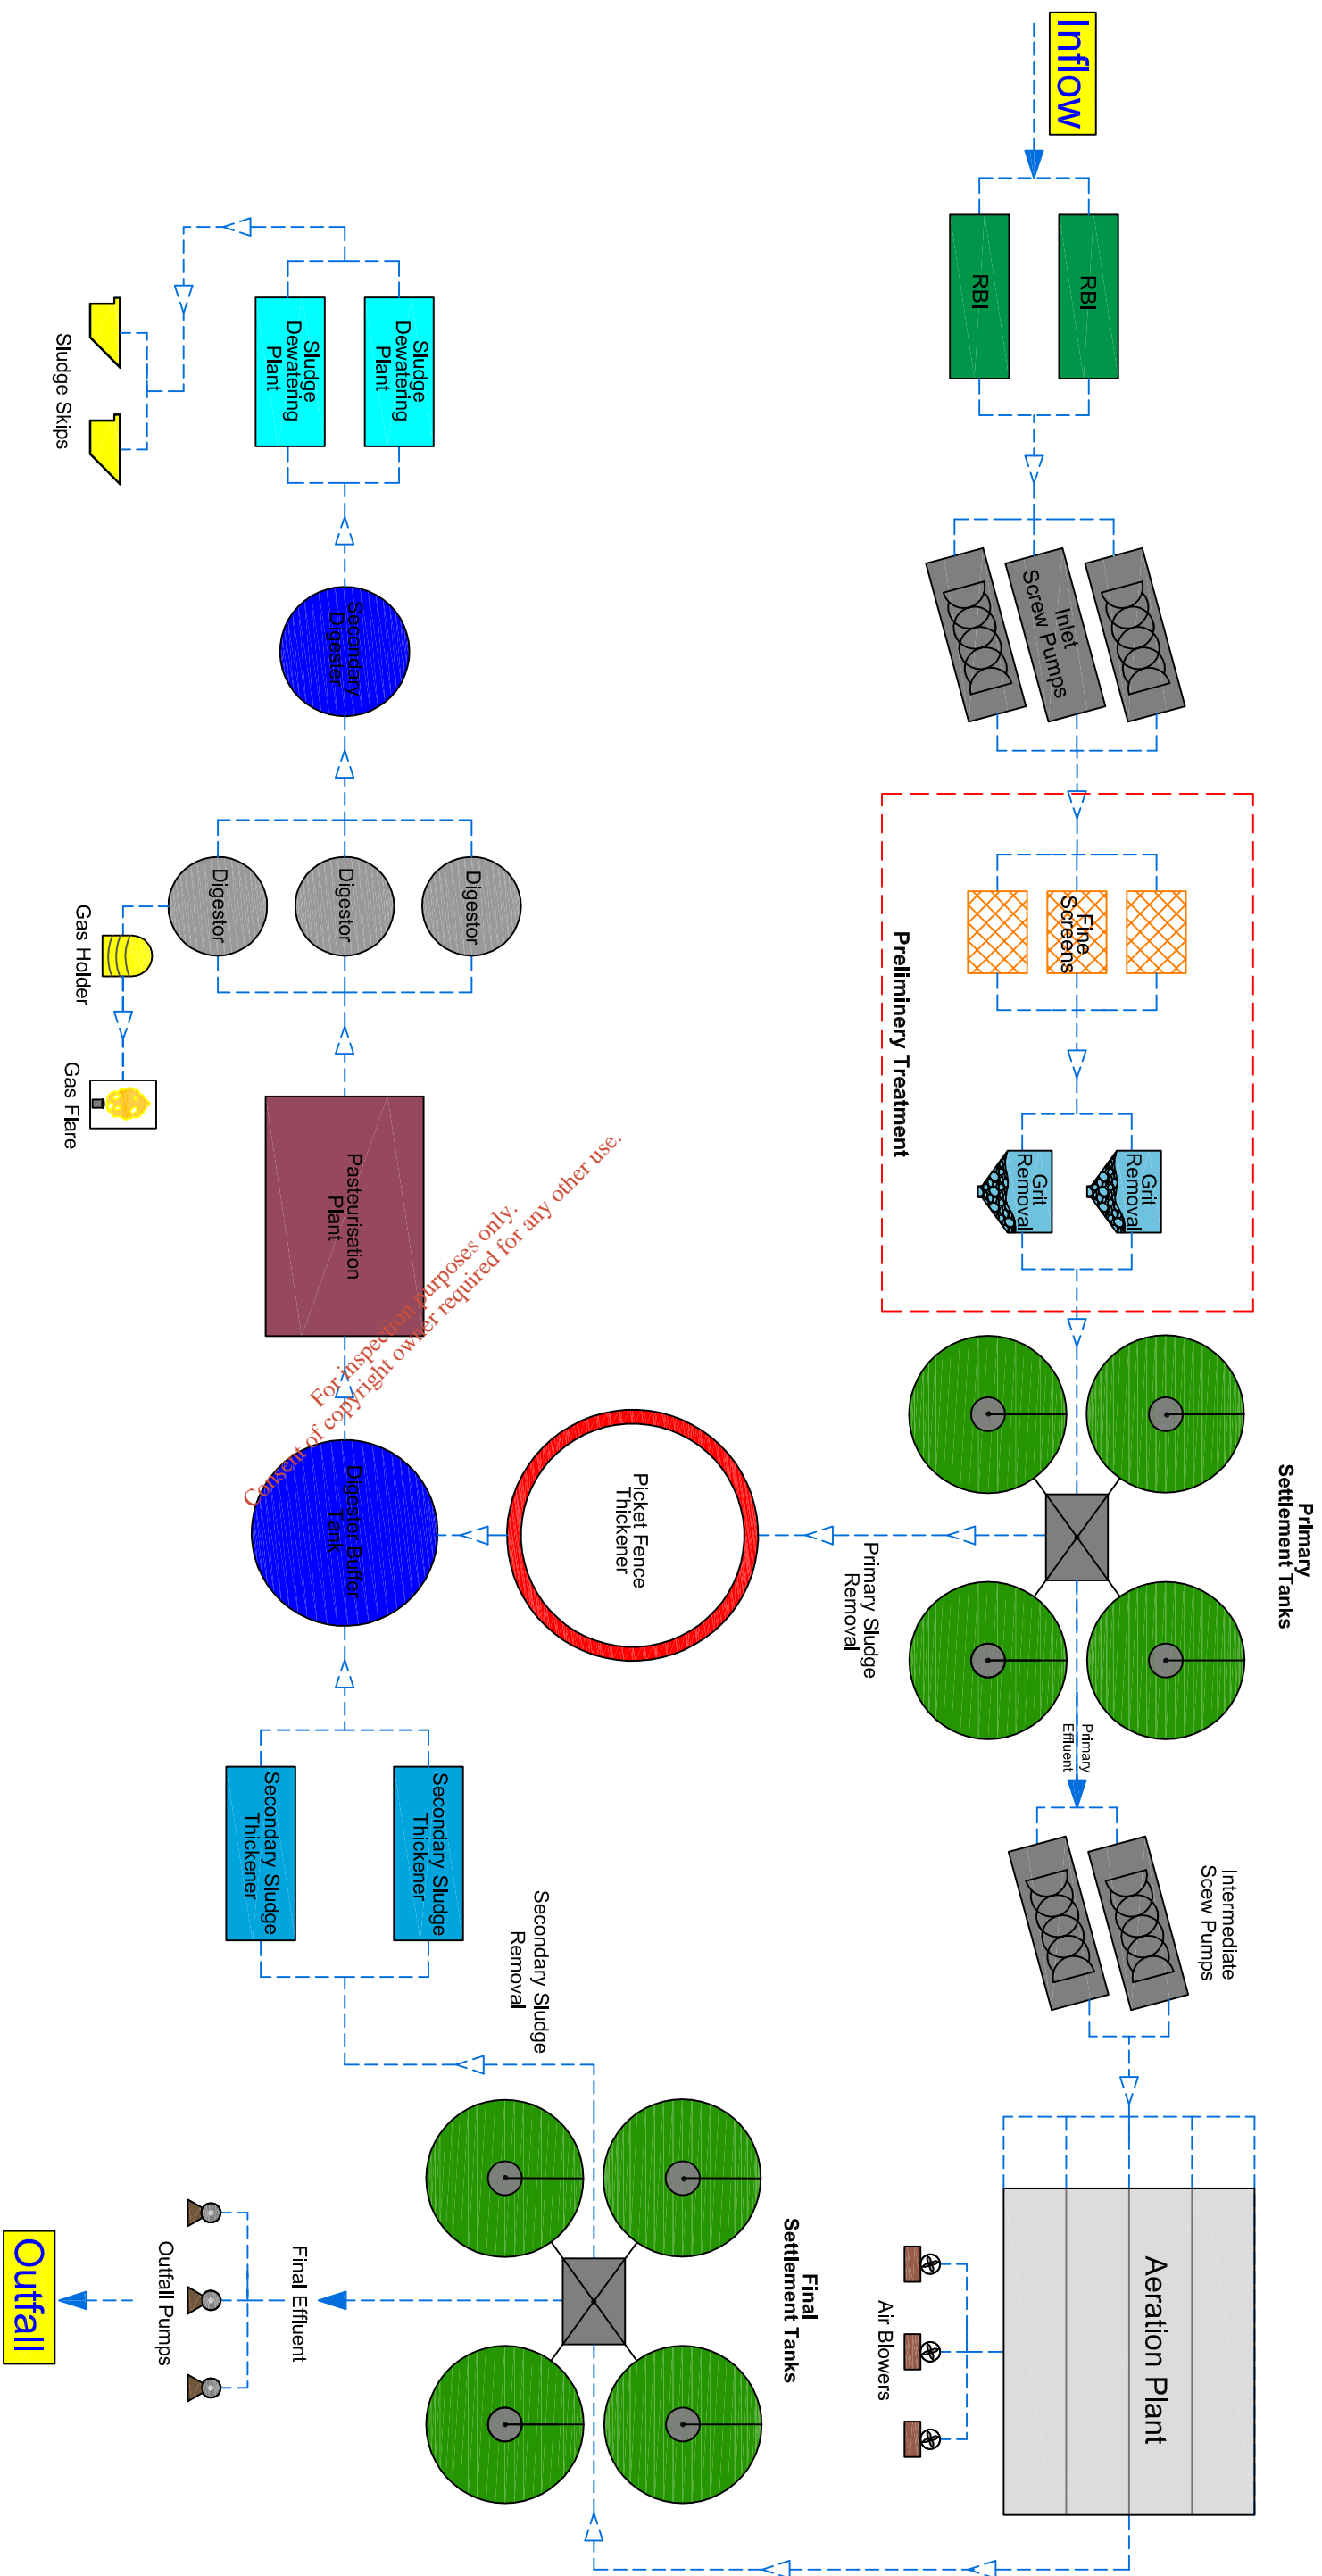 Inflow
RBI
RBI
Inlet
Screw Pumps
Fine
Screens
Grit
Removal
Grit
Removal
Preliminery Treatment
Primary
Settlement Tanks
Primary
Effluent
Primary Sludge
Removal
Intermediate
Scew Pumps
Aeration Plant
Air Blowers
Final
Settlement Tanks
Final Effluent
Outfall Pumps
Outfall
Secondary Sludge
Removal
Secondary Sludge
Thickener
Secondary Sludge
Thickener
Picket Fence
Thickener
Digester Buffer
Tank
Pasteurisation
Plant
Digestor
Digestor
Digestor
Gas Holder
Gas Flare
Secondary
Digester
Sludge
Dewatering
Plant
Sludge
Dewatering
Plant
Sludge Skips
For inspection purposes only.
Consent of copyright owner required for any other use.